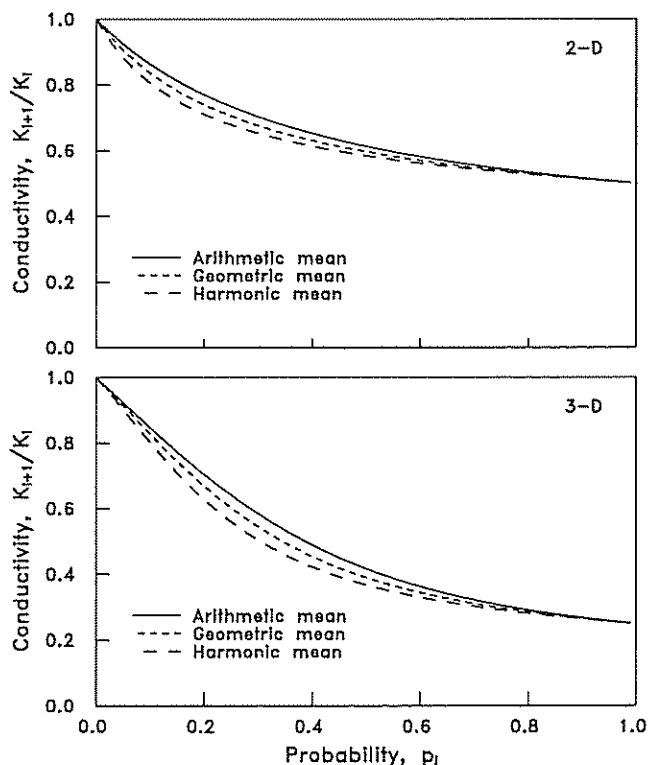 1.0
2-D
0.8
0.6
0.4
0.2
0.0
Conductivity, K_{i+1}/K_i
Arithmetic mean
Geometric mean
Harmonic mean
1.0
3-D
0.8
0.6
0.4
0.2
0.0
Conductivity, K_{i+1}/K_i
Arithmetic mean
Geometric mean
Harmonic mean
0.0 0.2 0.4 0.6 0.8 1.0
Probability, p_i